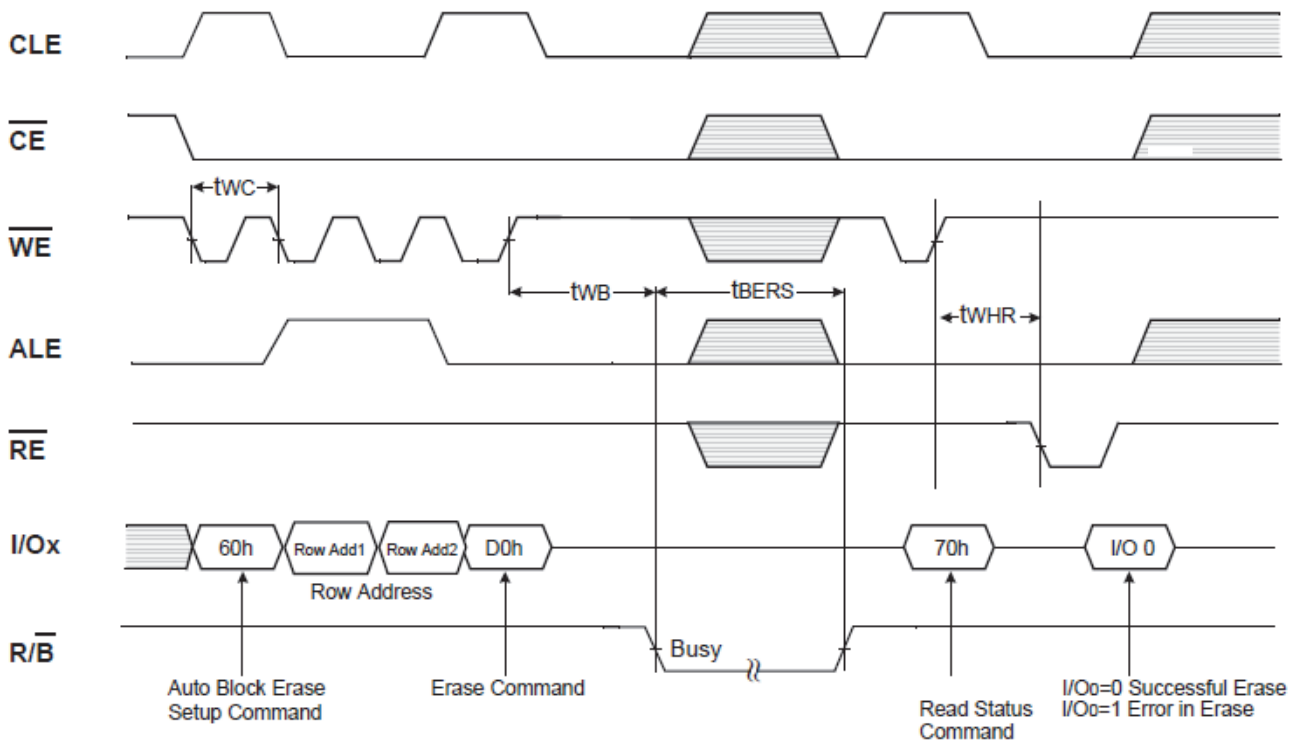 CLE
CE
tWC
WE
tWB
tBERS
tWHR
ALE
RE
I/Ox
60h
Row Add1
Row Add2
D0h
70h
I/O 0
Row Address
R/B
Busy
Auto Block Erase
Setup Command
Erase Command
Read Status
Command
I/O0=0 Successful Erase
I/O0=1 Error in Erase